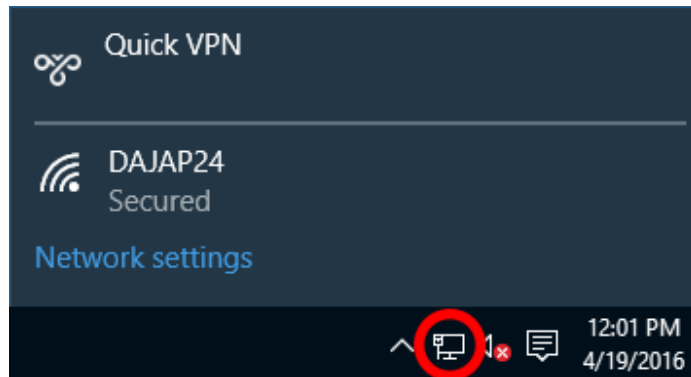 Quick VPN
DAJAP24
Secured
Network settings
12:01 PM
4/19/2016